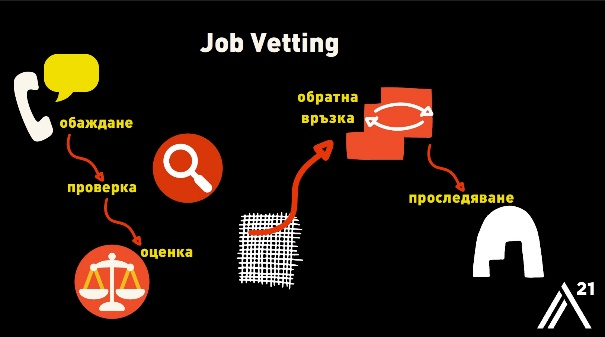 Job Vetting
обаждане
проверка
оценка
обратна
връзка
проследяване
21